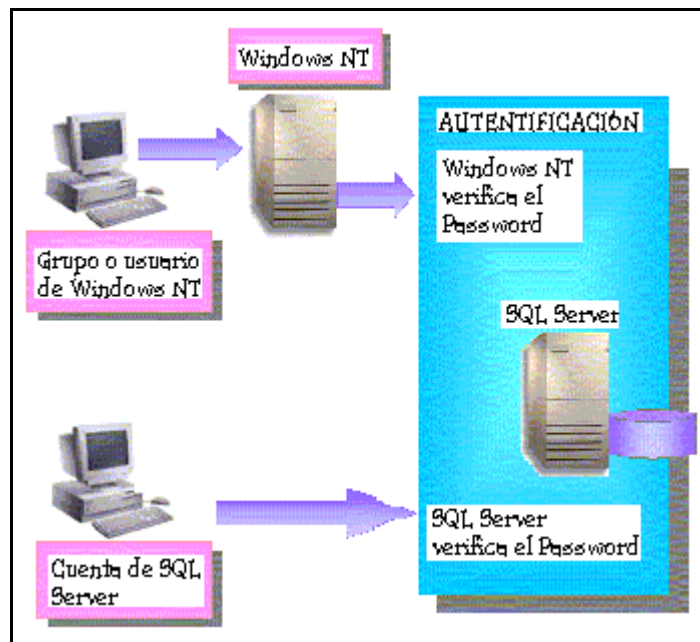 Windows NT
AUTENTIFICACIÓN
Windows NT
verifica el
Password
Grupo o usuario
de Windows NT
SQL Server
SQL Server
verifica el Password
Cuenta de SQL
Server